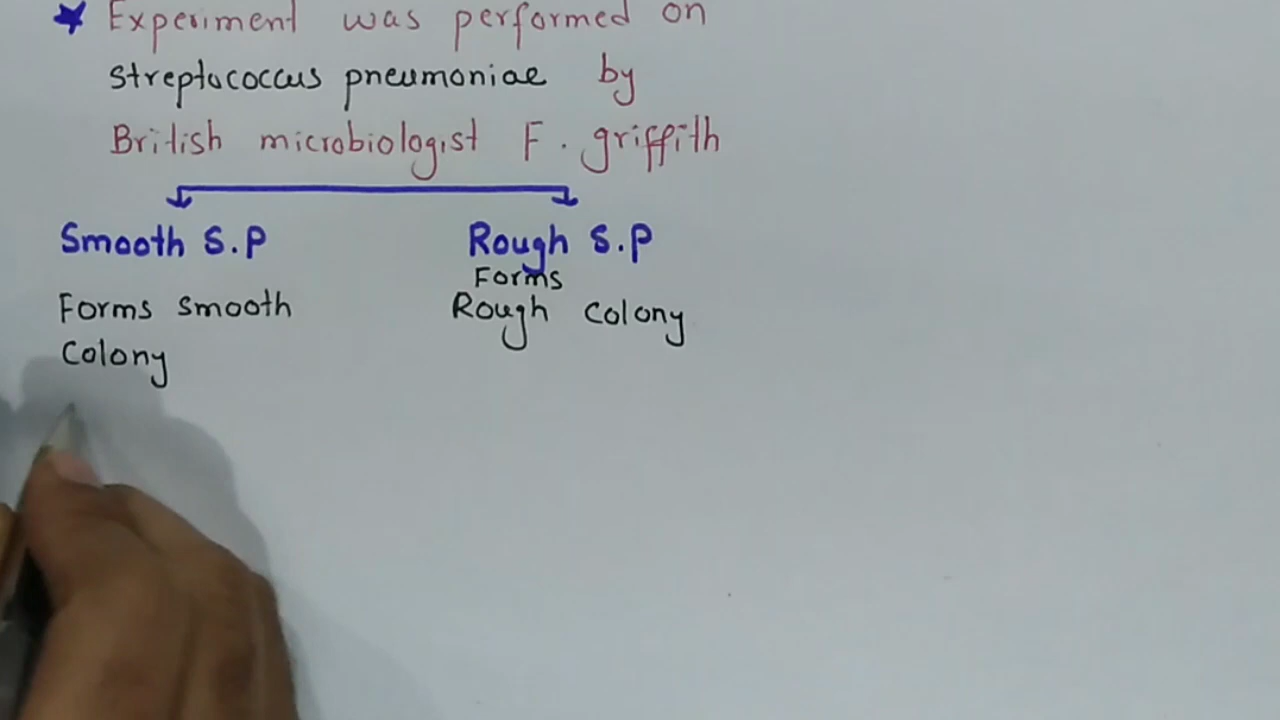 Experiment was performed on
Streptococcus pneumoniae by
British microbiologist F. griffith
Smooth S.P
Rough S.P
Forms smooth
Colony
Forms
Rough Colony